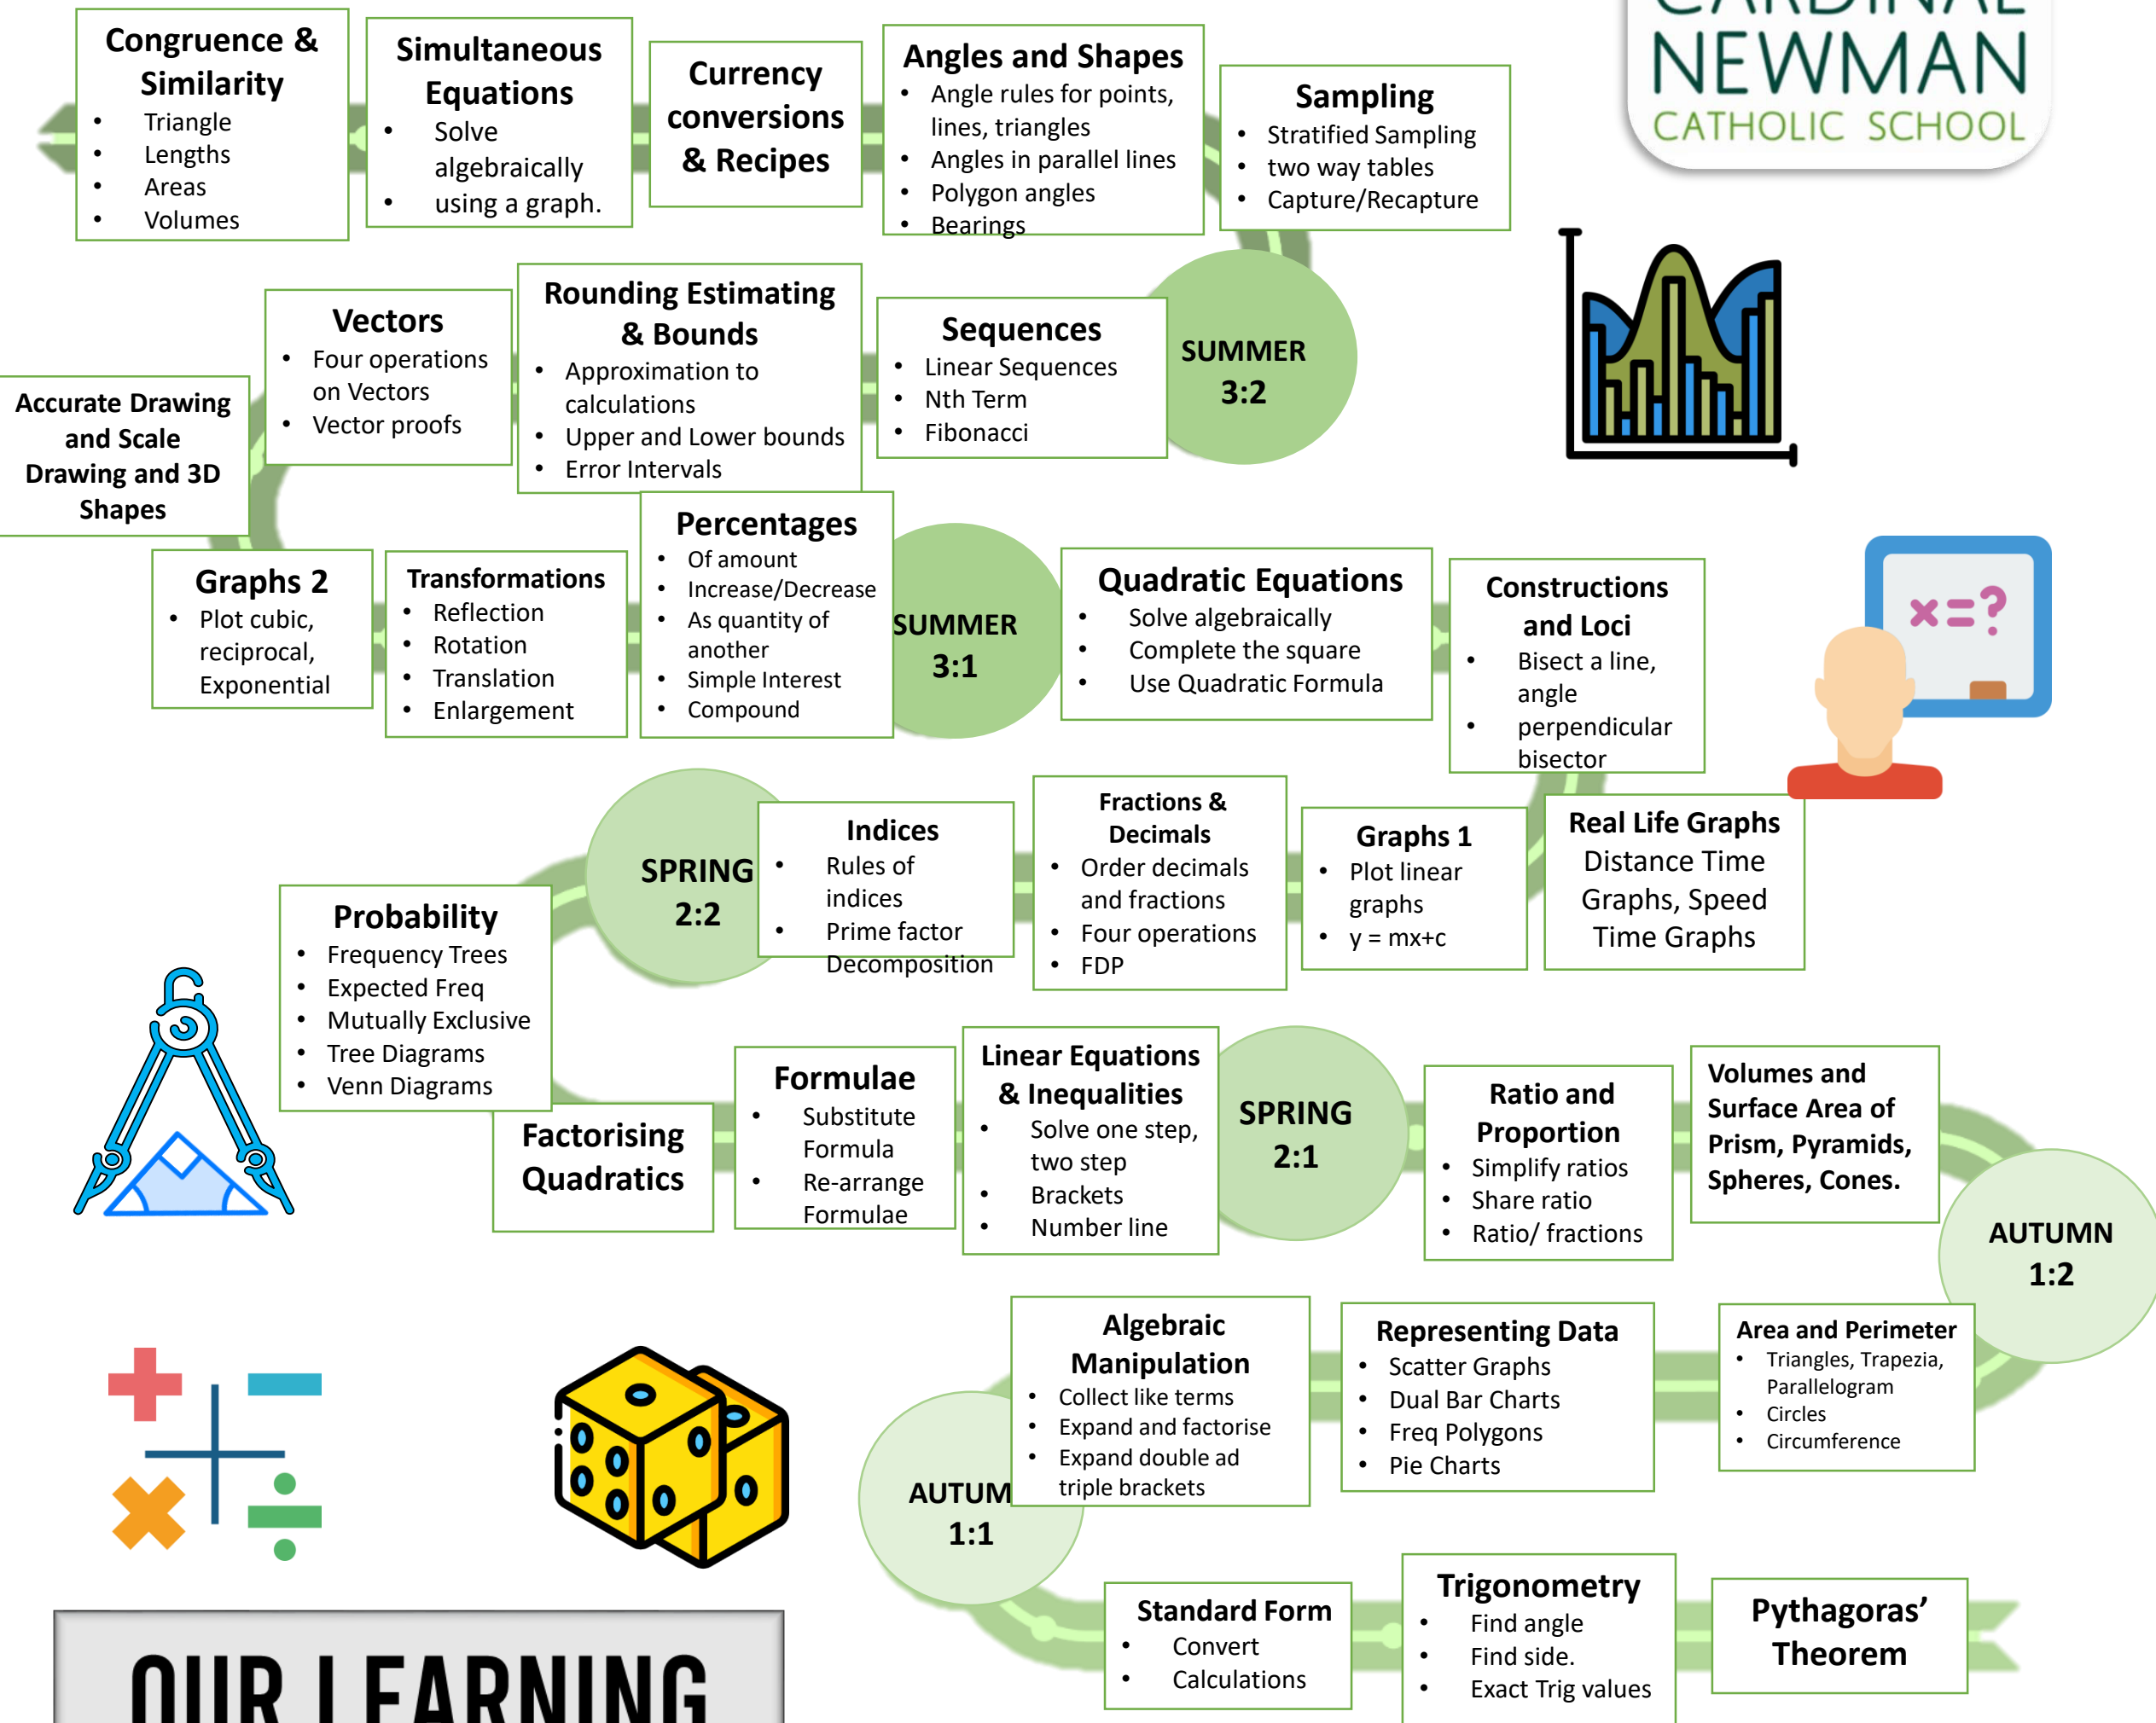 CARDINAL
NEWMAN
CATHOLIC SCHOOL
Congruence &
Similarity
• Triangle
• Lengths
• Areas
• Volumes
Simultaneous
Equations
• Solve
algebraically
• using a graph.
Currency
conversions
& Recipes
Angles and Shapes
• Angle rules for points,
lines, triangles
• Angles in parallel lines
• Polygon angles
• Bearings
Sampling
• Stratified Sampling
• two way tables
• Capture/Recapture
Accurate Drawing
and Scale
Drawing and 3D
Shapes
Vectors
• Four operations
on Vectors
• Vector proofs
Rounding Estimating
& Bounds
• Approximation to
calculations
• Upper and Lower bounds
• Error Intervals
Sequences
• Linear Sequences
• Nth Term
• Fibonacci
SUMMER
3:2
Graphs 2
• Plot cubic,
reciprocal,
Exponential
Transformations
• Reflection
• Rotation
• Translation
• Enlargement
Percentages
• Of amount
• Increase/Decrease
• As quantity of
another
• Simple Interest
• Compound
SUMMER
3:1
Quadratic Equations
• Solve algebraically
• Complete the square
• Use Quadratic Formula
Constructions
and Loci
• Bisect a line,
angle
• perpendicular
bisector
x=?
SPRING
2:2
Indices
• Rules of
indices
• Prime factor
Decomposition
Fractions &
Decimals
• Order decimals
and fractions
• Four operations
• FDP
Graphs 1
• Plot linear
graphs
• y = mx+c
Real Life Graphs
Distance Time
Graphs, Speed
Time Graphs
Probability
• Frequency Trees
• Expected Freq
• Mutually Exclusive
• Tree Diagrams
• Venn Diagrams
Factorising
Quadratics
Formulae
• Substitute
Formula
• Re-arrange
Formulae
Linear Equations
& Inequalities
• Solve one step,
two step
• Brackets
• Number line
SPRING
2:1
Ratio and
Proportion
• Simplify ratios
• Share ratio
• Ratio/ fractions
Volumes and
Surface Area of
Prism, Pyramids,
Spheres, Cones.
AUTUMN
1:2
AUTUM
1:1
Algebraic
Manipulation
• Collect like terms
• Expand and factorise
• Expand double ad
triple brackets
Representing Data
• Scatter Graphs
• Dual Bar Charts
• Freq Polygons
• Pie Charts
Area and Perimeter
• Triangles, Trapezia,
Parallelogram
• Circles
• Circumference
Standard Form
• Convert
• Calculations
Trigonometry
• Find angle
• Find side.
• Exact Trig values
Pythagoras’
Theorem
OUR LEARNING